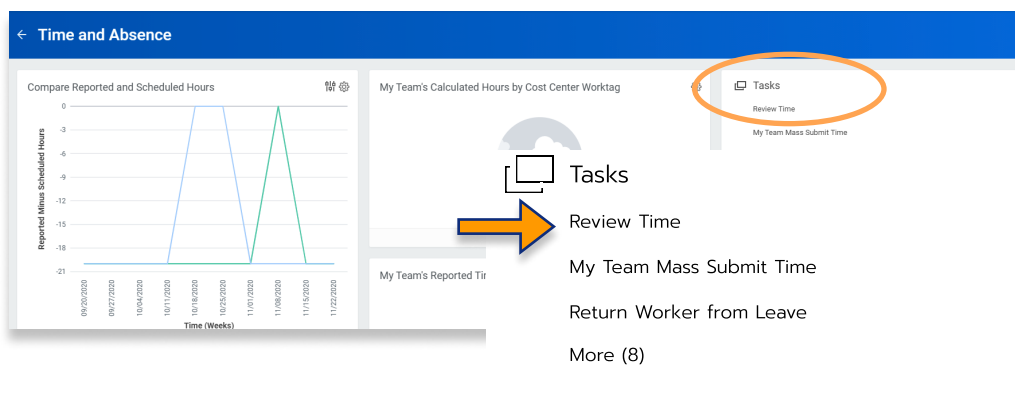 Time and Absence
Compare Reported and Scheduled Hours
0
-3
-6
-9
-12
-15
-18
-21
Reported Minus Scheduled Hours
09/20/2020
09/27/2020
10/04/2020
10/11/2020
10/18/2020
10/25/2020
11/01/2020
11/08/2020
11/15/2020
11/22/2020
Time (Weeks)
My Team's Calculated Hours by Cost Center Worktag
My Team's Reported
Tasks
Review Time
My Team Mass Submit Time
Tasks
Review Time
My Team Mass Submit Time
Return Worker from Leave
More (8)